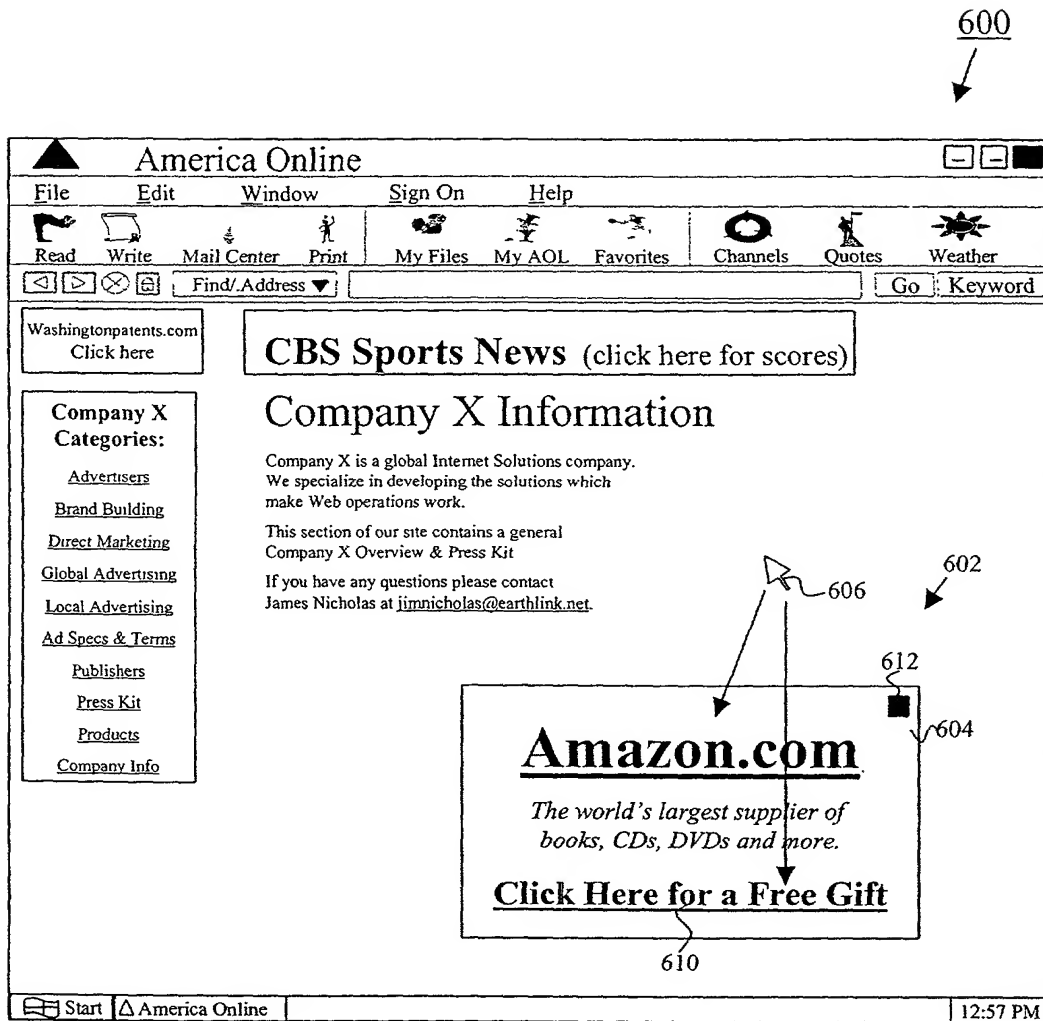 600
America Online
File Edit Window Sign On Help
Read Write Mail Center Print My Files My AOL Favorites Channels Quotes Weather
Find/.Address ▼ Go Keyword
Washingtonpatents.com
Click here
CBS Sports News (click here for scores)
Company X
Categories:
Advertisers
Brand Building
Direct Marketing
Global Advertising
Local Advertising
Ad Specs & Terms
Publishers
Press Kit
Products
Company Info
Company X Information
Company X is a global Internet Solutions company.
We specialize in developing the solutions which
make Web operations work.
This section of our site contains a general
Company X Overview & Press Kit
If you have any questions please contact
James Nicholas at jimnicholas@earthlink.net.
606
602
612
604
Amazon.com
The world's largest supplier of
books, CDs, DVDs and more.
Click Here for a Free Gift
610
Start America Online 12:57 PM